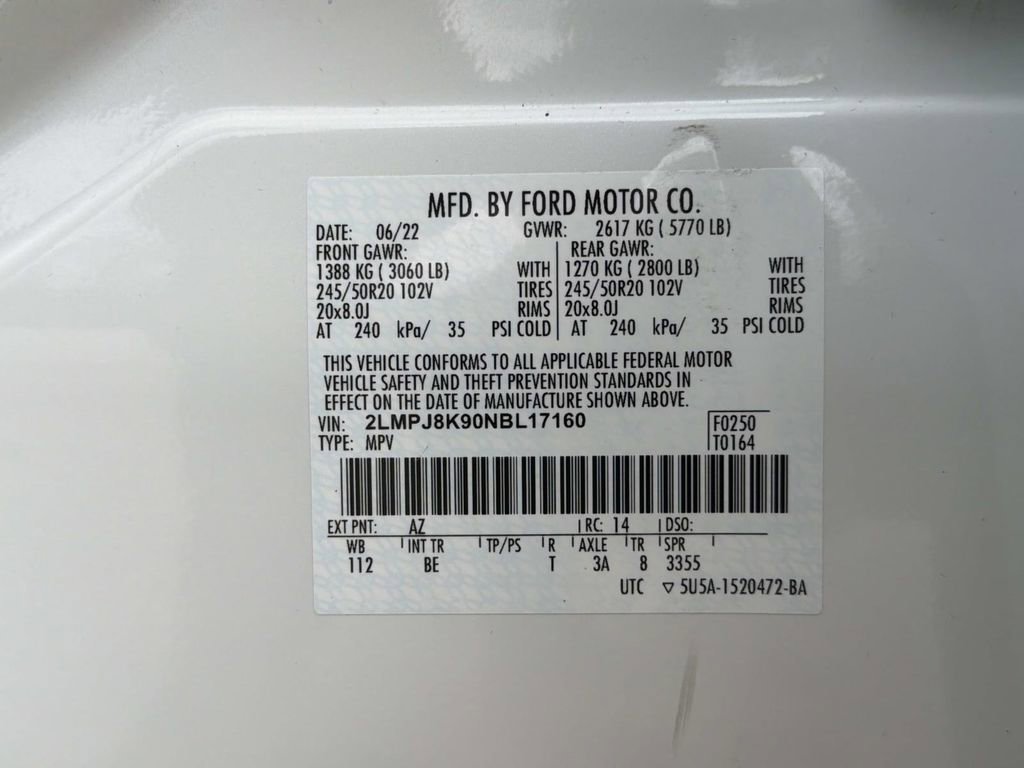 MFD. BY FORD MOTOR CO.
DATE: 06/22 GVWR: 2617 KG ( 5770 LB)
FRONT GAWR: REAR GAWR:
1388 KG ( 3060 LB) WITH 1270 KG ( 2800 LB) WITH
245/50R20 102V TIRES 245/50R20 102V TIRES
20x8.0J RIMS 20x8.0J RIMS
AT 240 kPa/ 35 PSI COLD AT 240 kPa/ 35 PSI COLD
THIS VEHICLE CONFORMS TO ALL APPLICABLE FEDERAL MOTOR
VEHICLE SAFETY AND THEFT PREVENTION STANDARDS IN
EFFECT ON THE DATE OF MANUFACTURE SHOWN ABOVE.
VIN: 2LMPJ8K90NBL17160 F0250
TYPE: MPV T0164
EXT PNT: AZ RC: 14 DSO:
WB INT TR TP/PS R AXLE TR SPR
112 BE T 3A 8 3355
UTC ▽ 5U5A-1520472-BA